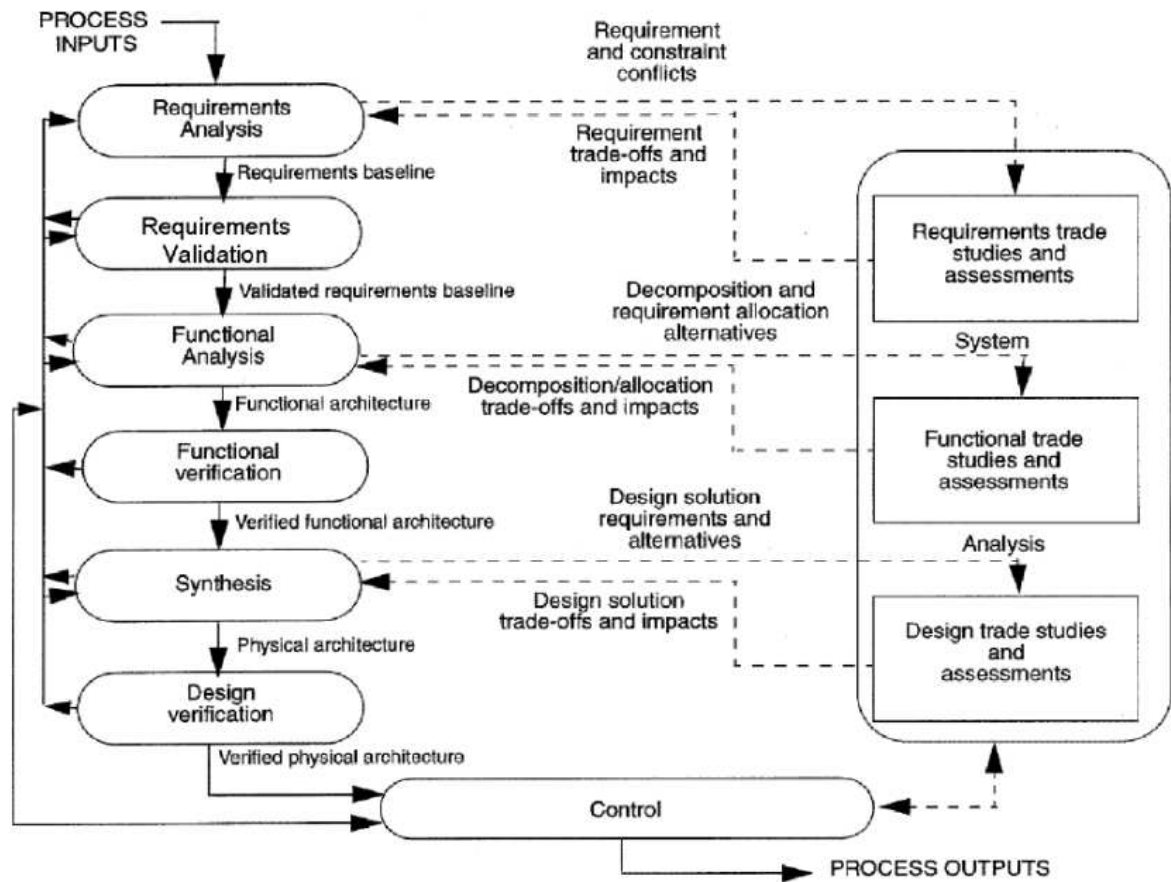 PROCESS
INPUTS
Requirement
and constraint
conflicts
Requirements
Analysis
Requirement
trade-offs and
impacts
Requirements baseline
Requirements
Validation
Requirements trade
studies and
assessments
Validated requirements baseline
Decomposition and
requirement allocation
alternatives
Functional
Analysis
System
Decomposition/allocation
trade-offs and impacts
Functional architecture
Functional
verification
Functional trade
studies and
assessments
Design solution
requirements and
alternatives
Verified functional architecture
Analysis
Synthesis
Design solution
trade-offs and impacts
Physical architecture
Design trade studies
and
assessments
Design
verification
Verified physical architecture
Control
PROCESS OUTPUTS